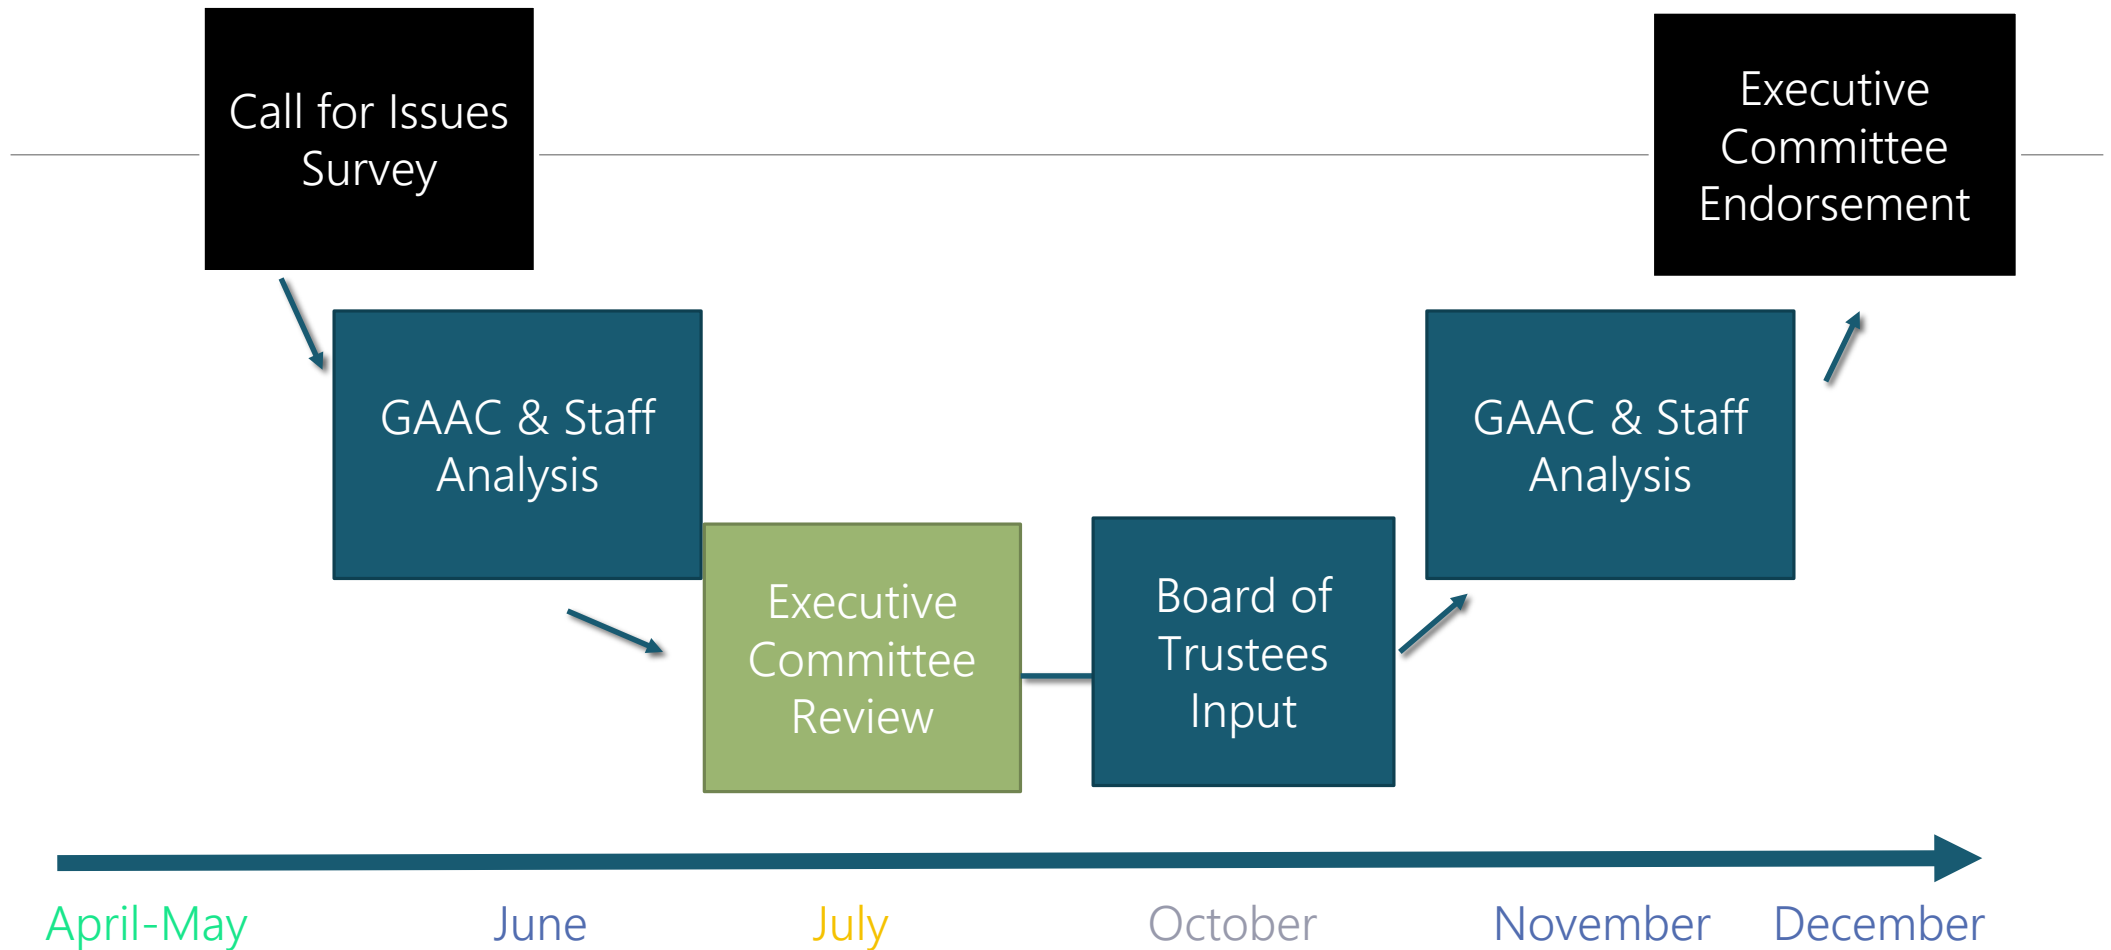 Call for Issues
Survey
GAAC & Staff
Analysis
Executive
Committee
Review
Board of
Trustees
Input
GAAC & Staff
Analysis
Executive
Committee
Endorsement
April-May
June
July
October
November
December